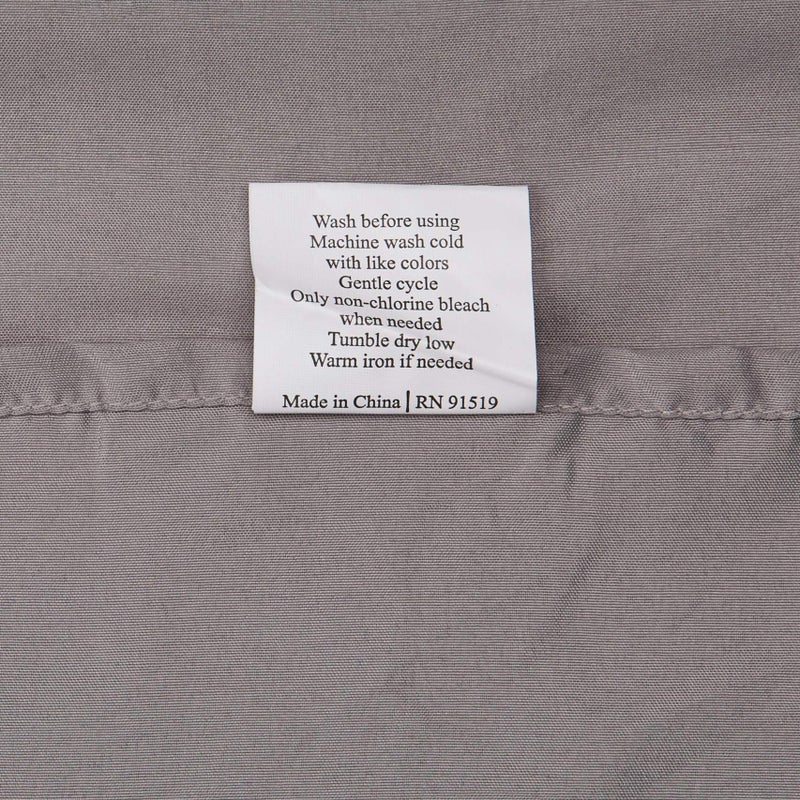 Wash before using
Machine wash cold
with like colors
Gentle cycle
Only non-chlorine bleach
when needed
Tumble dry low
Warm iron if needed
Made in China | RN 91519